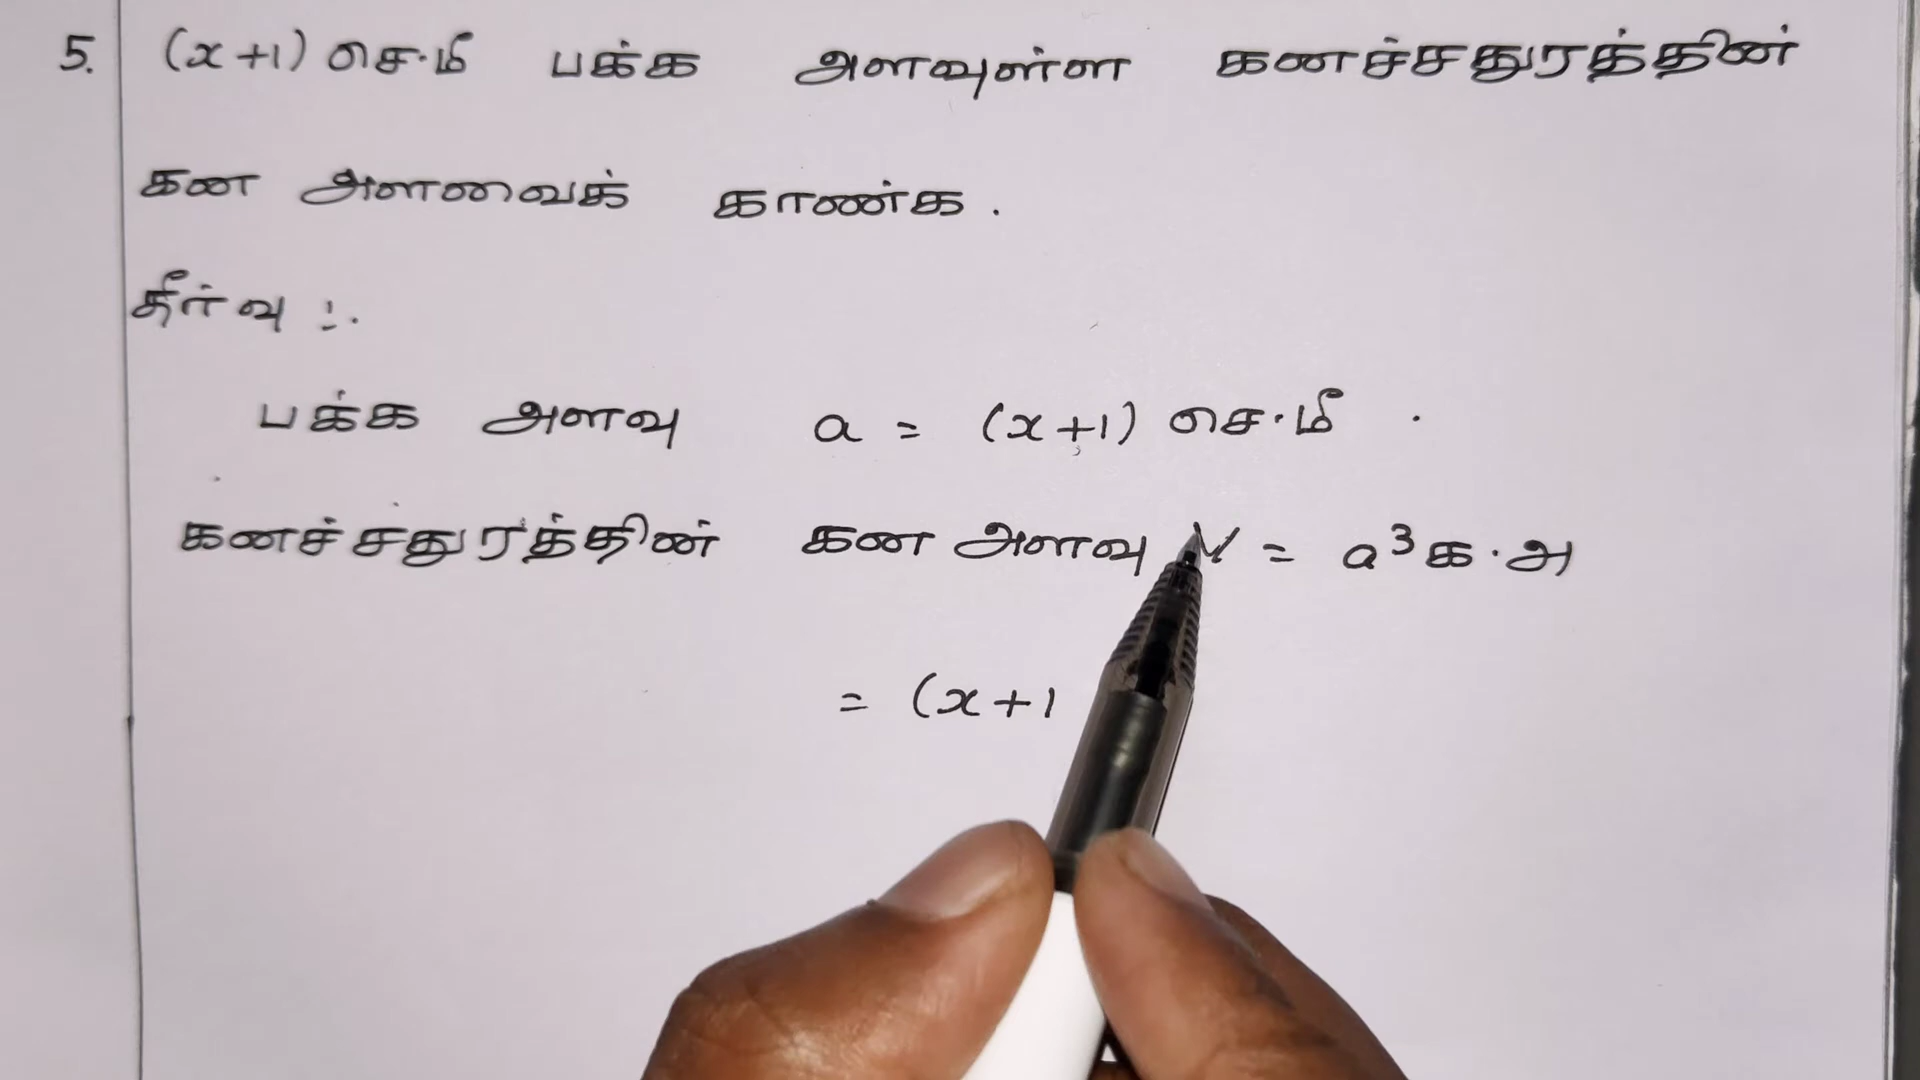 5. (x+1) செ.மீ பக்க அளவுள்ள கனச்சதுரத்தின்
கன அளவைக் காண்க.
தீர்வு :.
பக்க அளவு a = (x+1) செ.மீ.
கனச்சதுரத்தின் கன அளவு V = a³ க.அ
= (x+1